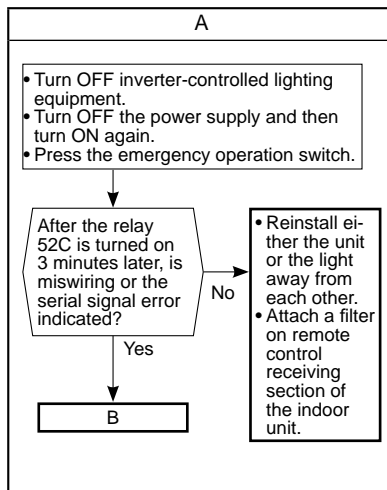 A
• Turn OFF inverter-controlled lighting
equipment.
• Turn OFF the power supply and then
turn ON again.
• Press the emergency operation switch.
After the relay
52C is turned on
3 minutes later, is
miswiring or the
serial signal error
indicated?
No
Yes
• Reinstall ei-
ther the unit
or the light
away from
each other.
• Attach a filter
on remote
control
receiving
section of
the indoor
unit.
B